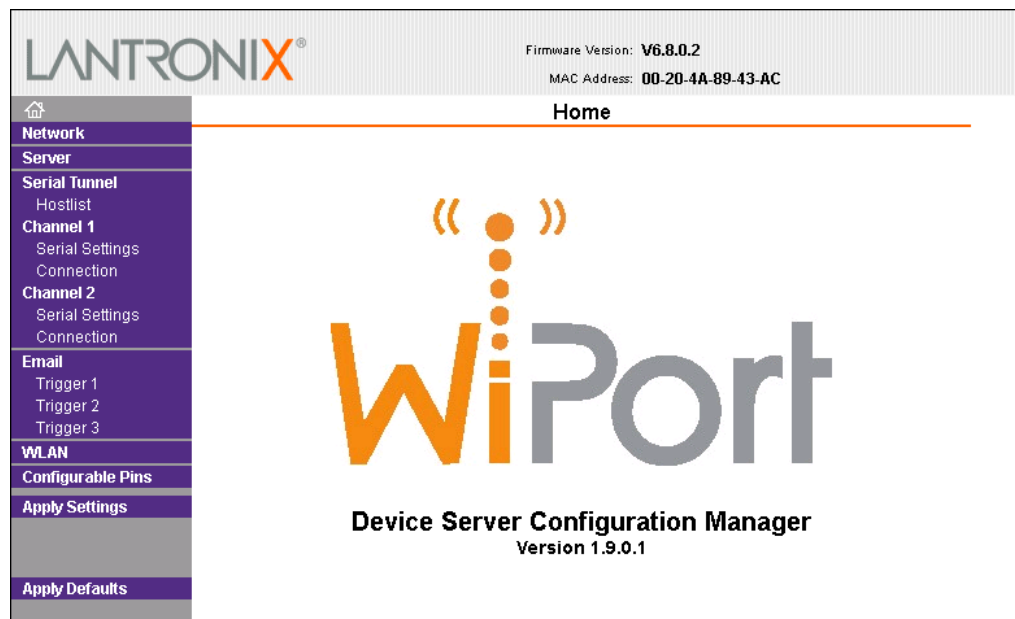 LANTRONIX®
Firmware Version: V6.8.0.2
MAC Address: 00-20-4A-89-43-AC
Home
Network
Server
Serial Tunnel
Hostlist
Channel 1
Serial Settings
Connection
Channel 2
Serial Settings
Connection
Email
Trigger 1
Trigger 2
Trigger 3
WLAN
Configurable Pins
Apply Settings
Apply Defaults
WiPort
Device Server Configuration Manager
Version 1.9.0.1